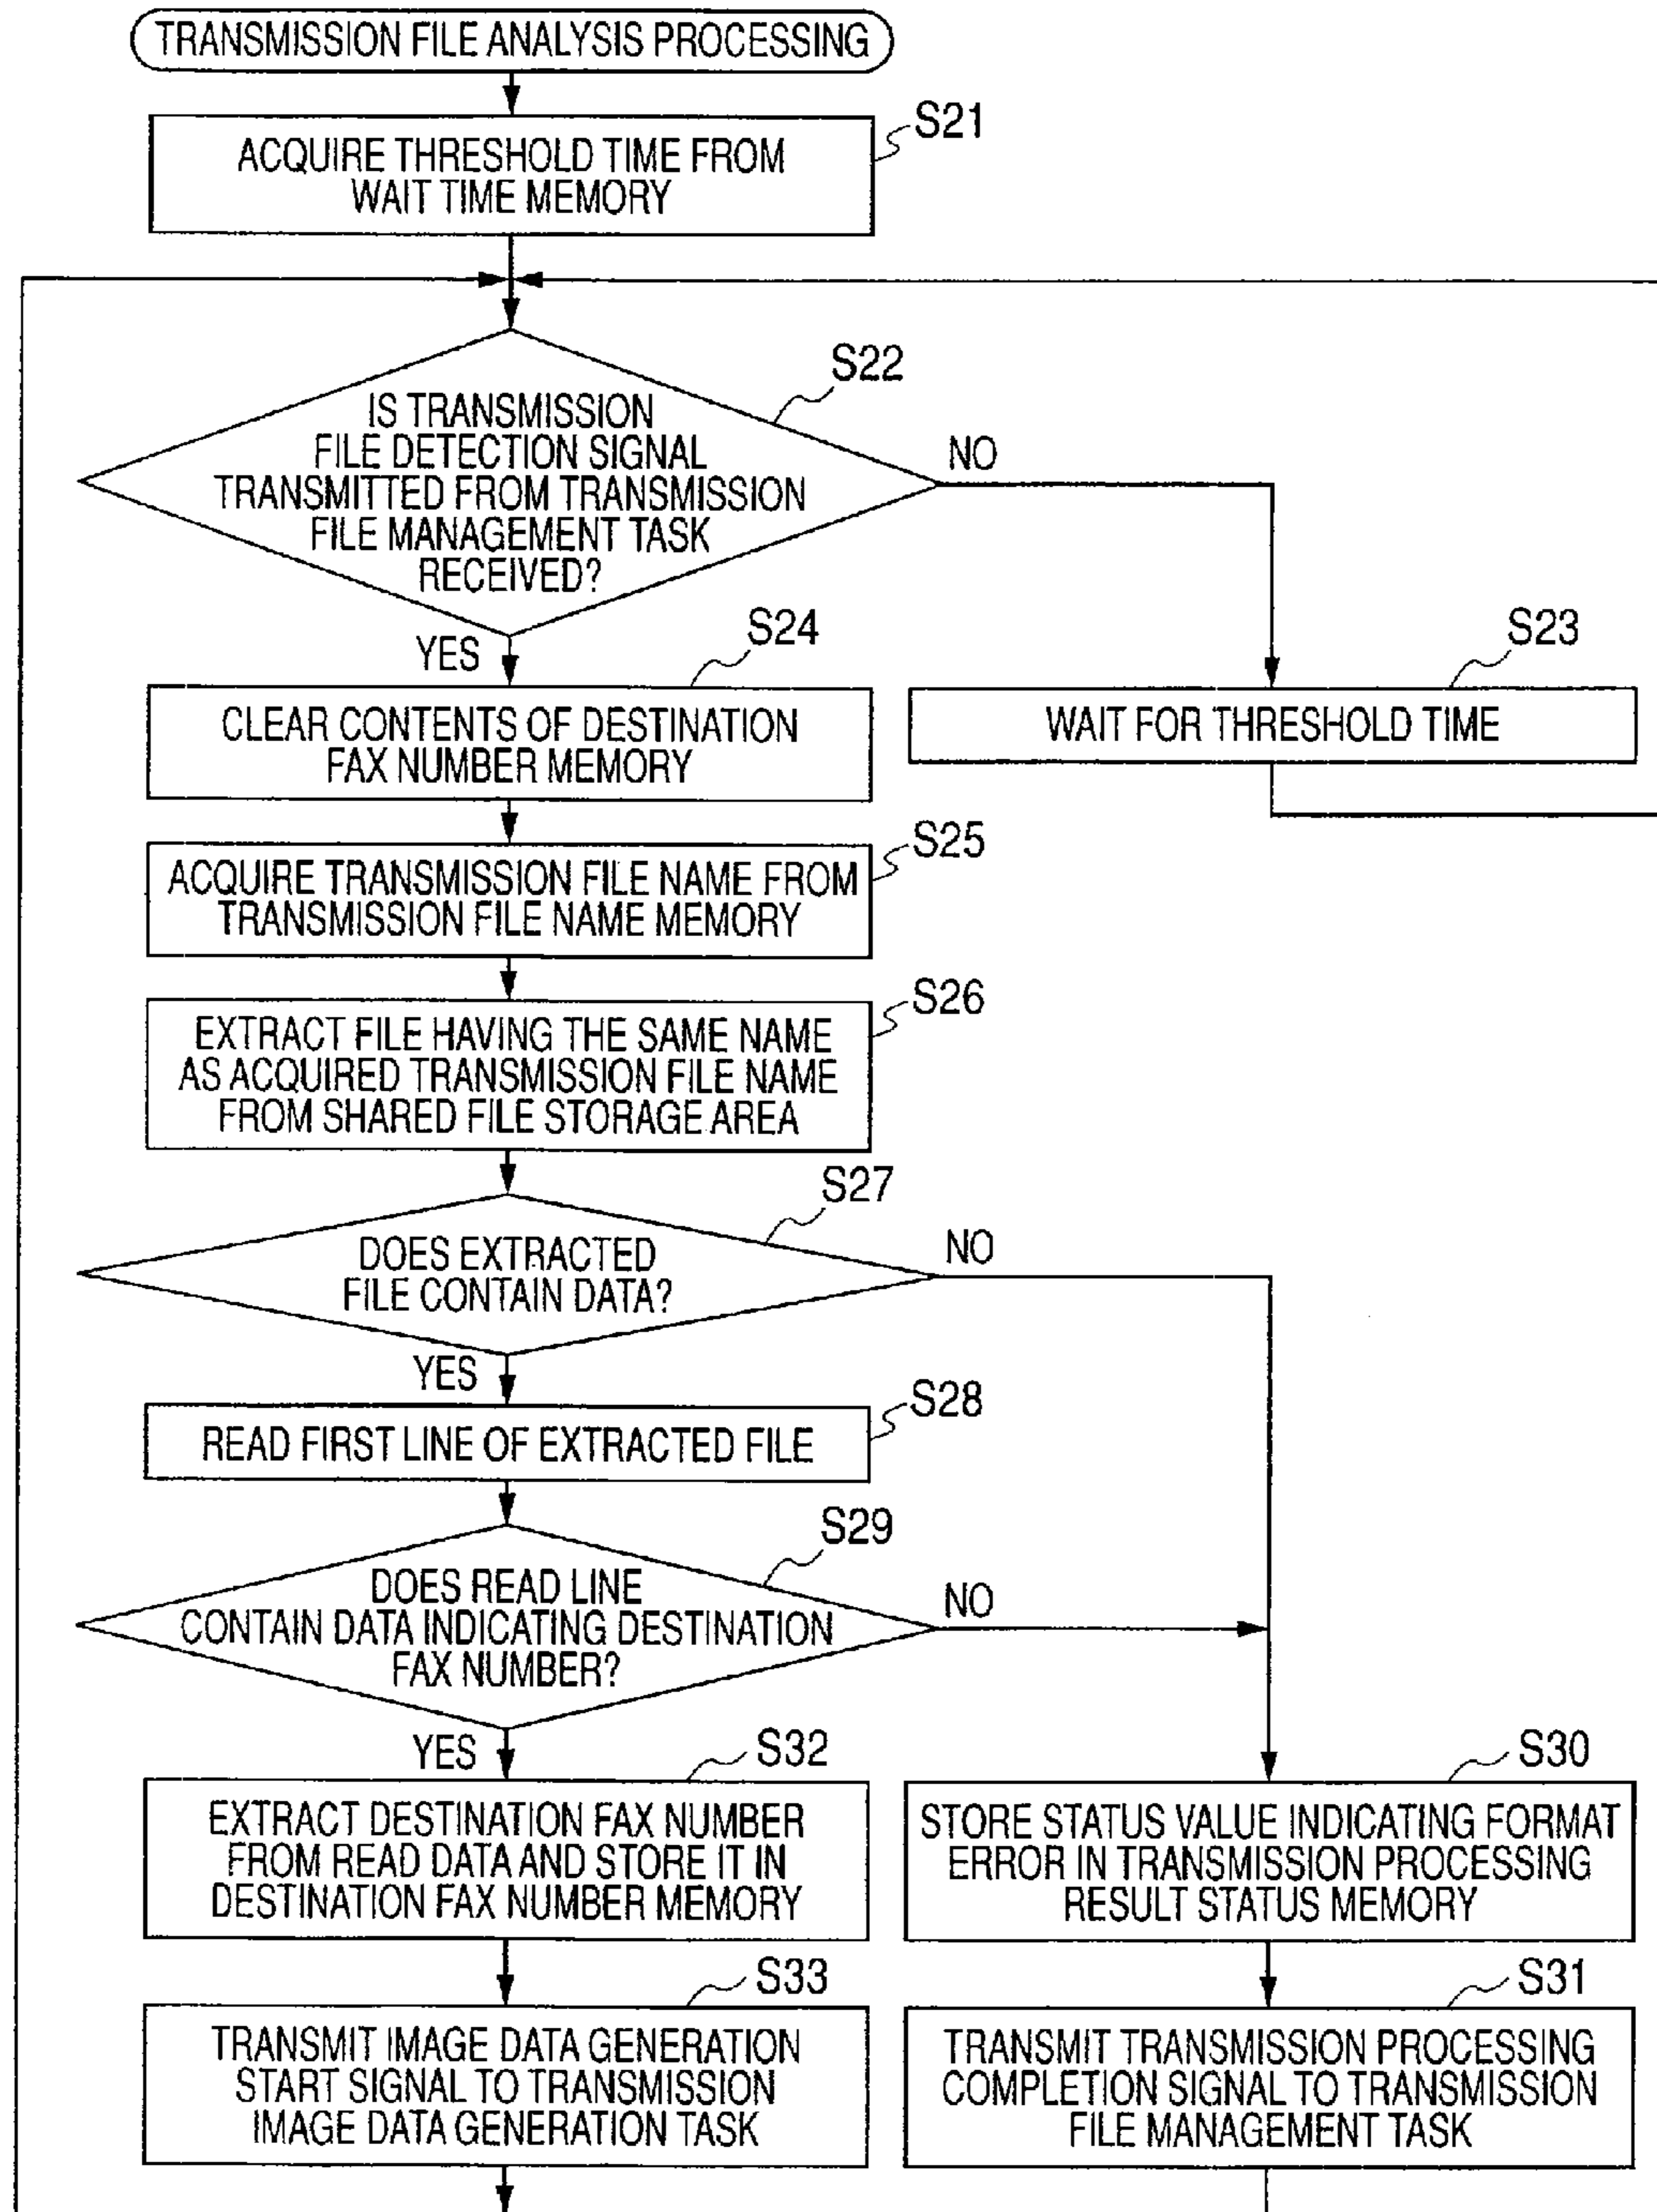 TRANSMISSION FILE ANALYSIS PROCESSING
S21
ACQUIRE THRESHOLD TIME FROM
WAIT TIME MEMORY
S22
IS TRANSMISSION
FILE DETECTION SIGNAL
TRANSMITTED FROM TRANSMISSION
FILE MANAGEMENT TASK
RECEIVED?
NO
YES
S24
S23
CLEAR CONTENTS OF DESTINATION
FAX NUMBER MEMORY
WAIT FOR THRESHOLD TIME
S25
ACQUIRE TRANSMISSION FILE NAME FROM
TRANSMISSION FILE NAME MEMORY
S26
EXTRACT FILE HAVING THE SAME NAME
AS ACQUIRED TRANSMISSION FILE NAME
FROM SHARED FILE STORAGE AREA
S27
DOES EXTRACTED
FILE CONTAIN DATA?
NO
YES
S28
READ FIRST LINE OF EXTRACTED FILE
S29
DOES READ LINE
CONTAIN DATA INDICATING DESTINATION
FAX NUMBER?
NO
YES
S32
S30
EXTRACT DESTINATION FAX NUMBER
FROM READ DATA AND STORE IT IN
DESTINATION FAX NUMBER MEMORY
STORE STATUS VALUE INDICATING FORMAT
ERROR IN TRANSMISSION PROCESSING
RESULT STATUS MEMORY
S33
S31
TRANSMIT IMAGE DATA GENERATION
START SIGNAL TO TRANSMISSION
IMAGE DATA GENERATION TASK
TRANSMIT TRANSMISSION PROCESSING
COMPLETION SIGNAL TO TRANSMISSION
FILE MANAGEMENT TASK